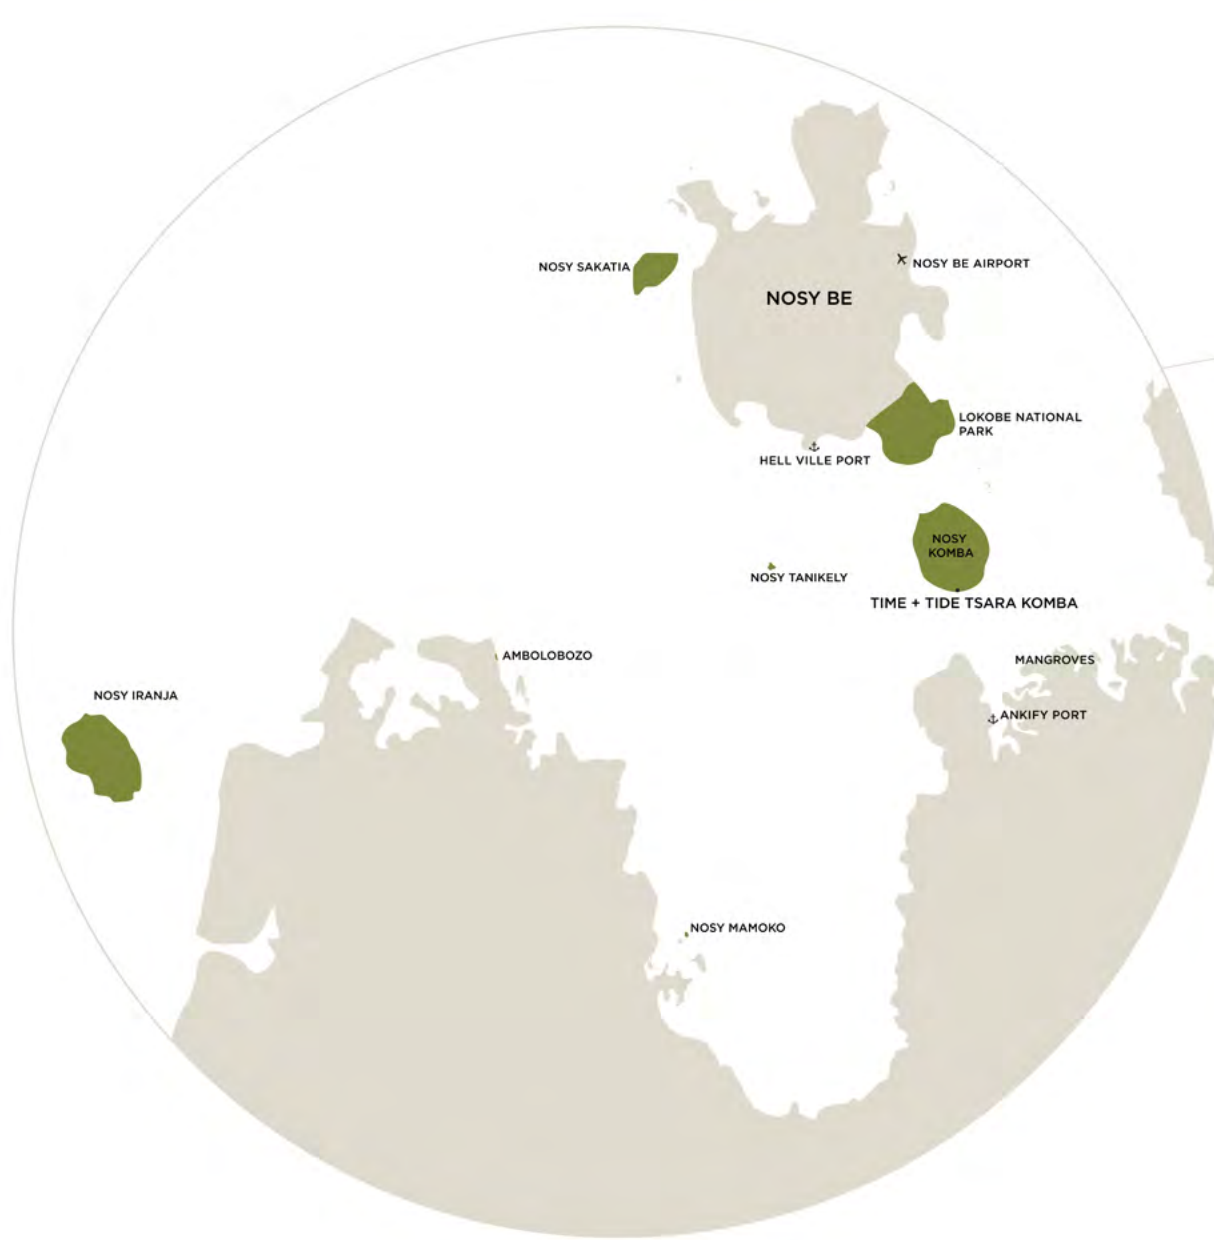 NOSY SAKATIA
NOSY BE AIRPORT
NOSY BE
LOKOBE NATIONAL
PARK
HELL VILLE PORT
NOSY
KOMBA
NOSY TANIKELY
TIME + TIDE TSARA KOMBA
AMBOLOBOZO
MANGROVES
NOSY IRANJA
ANKIFY PORT
NOSY MAMOKO